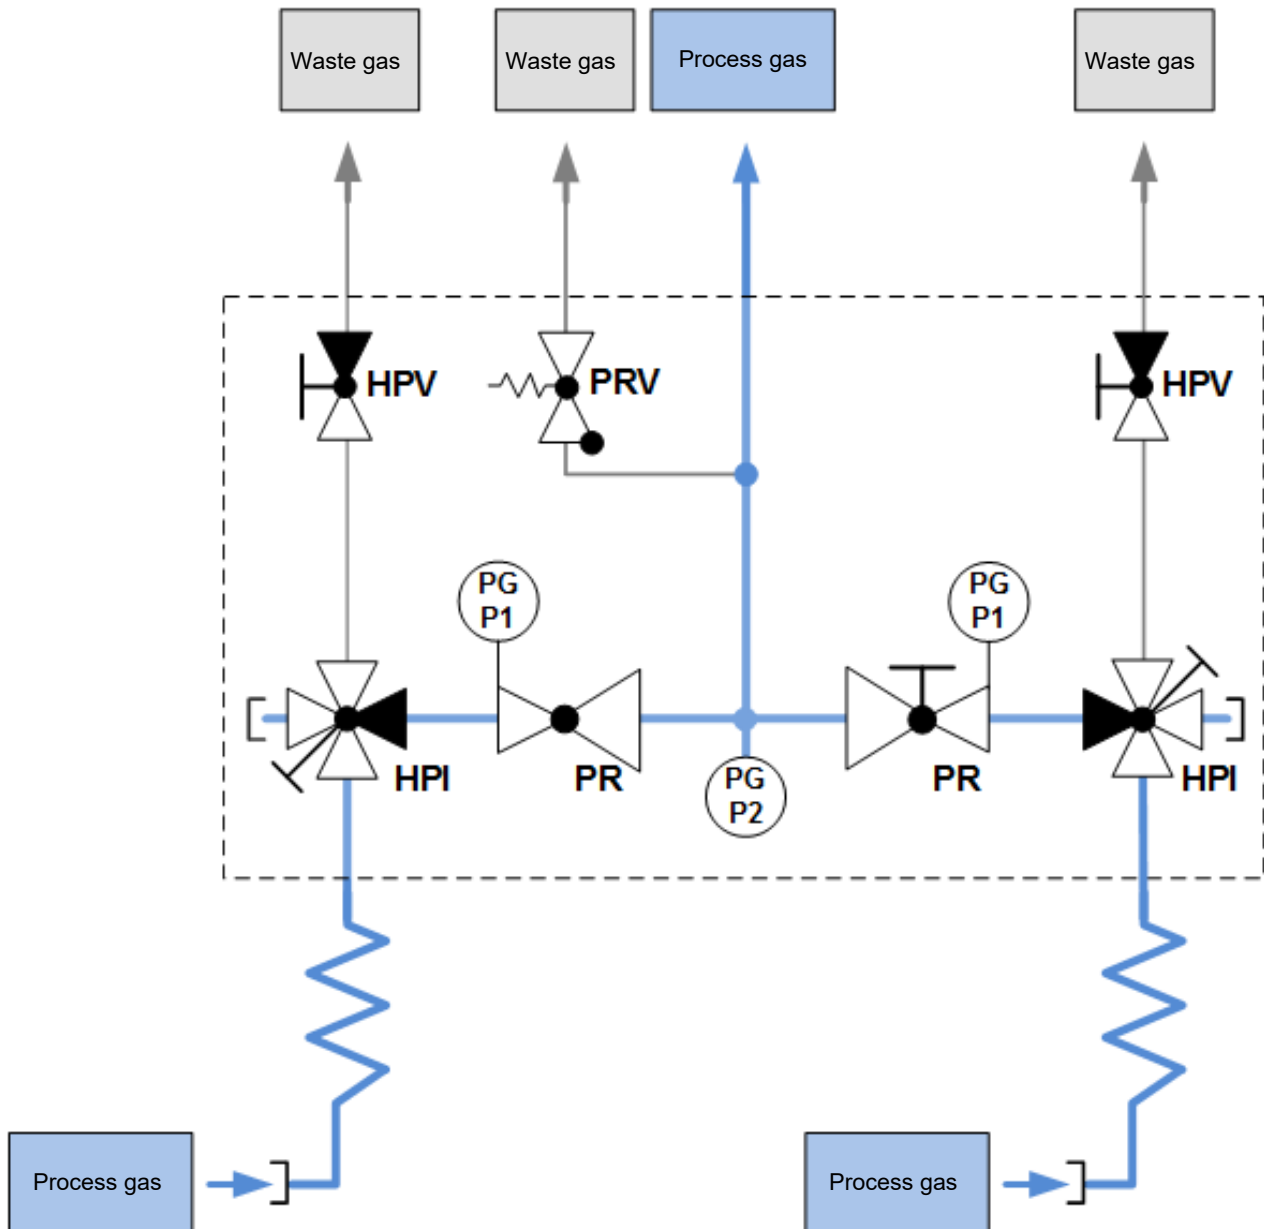 Waste gas
Waste gas
Process gas
Waste gas
HPV
PRV
HPV
PG
P1
PG
P1
HPI
PR
PG
P2
PR
HPI
Process gas
Process gas